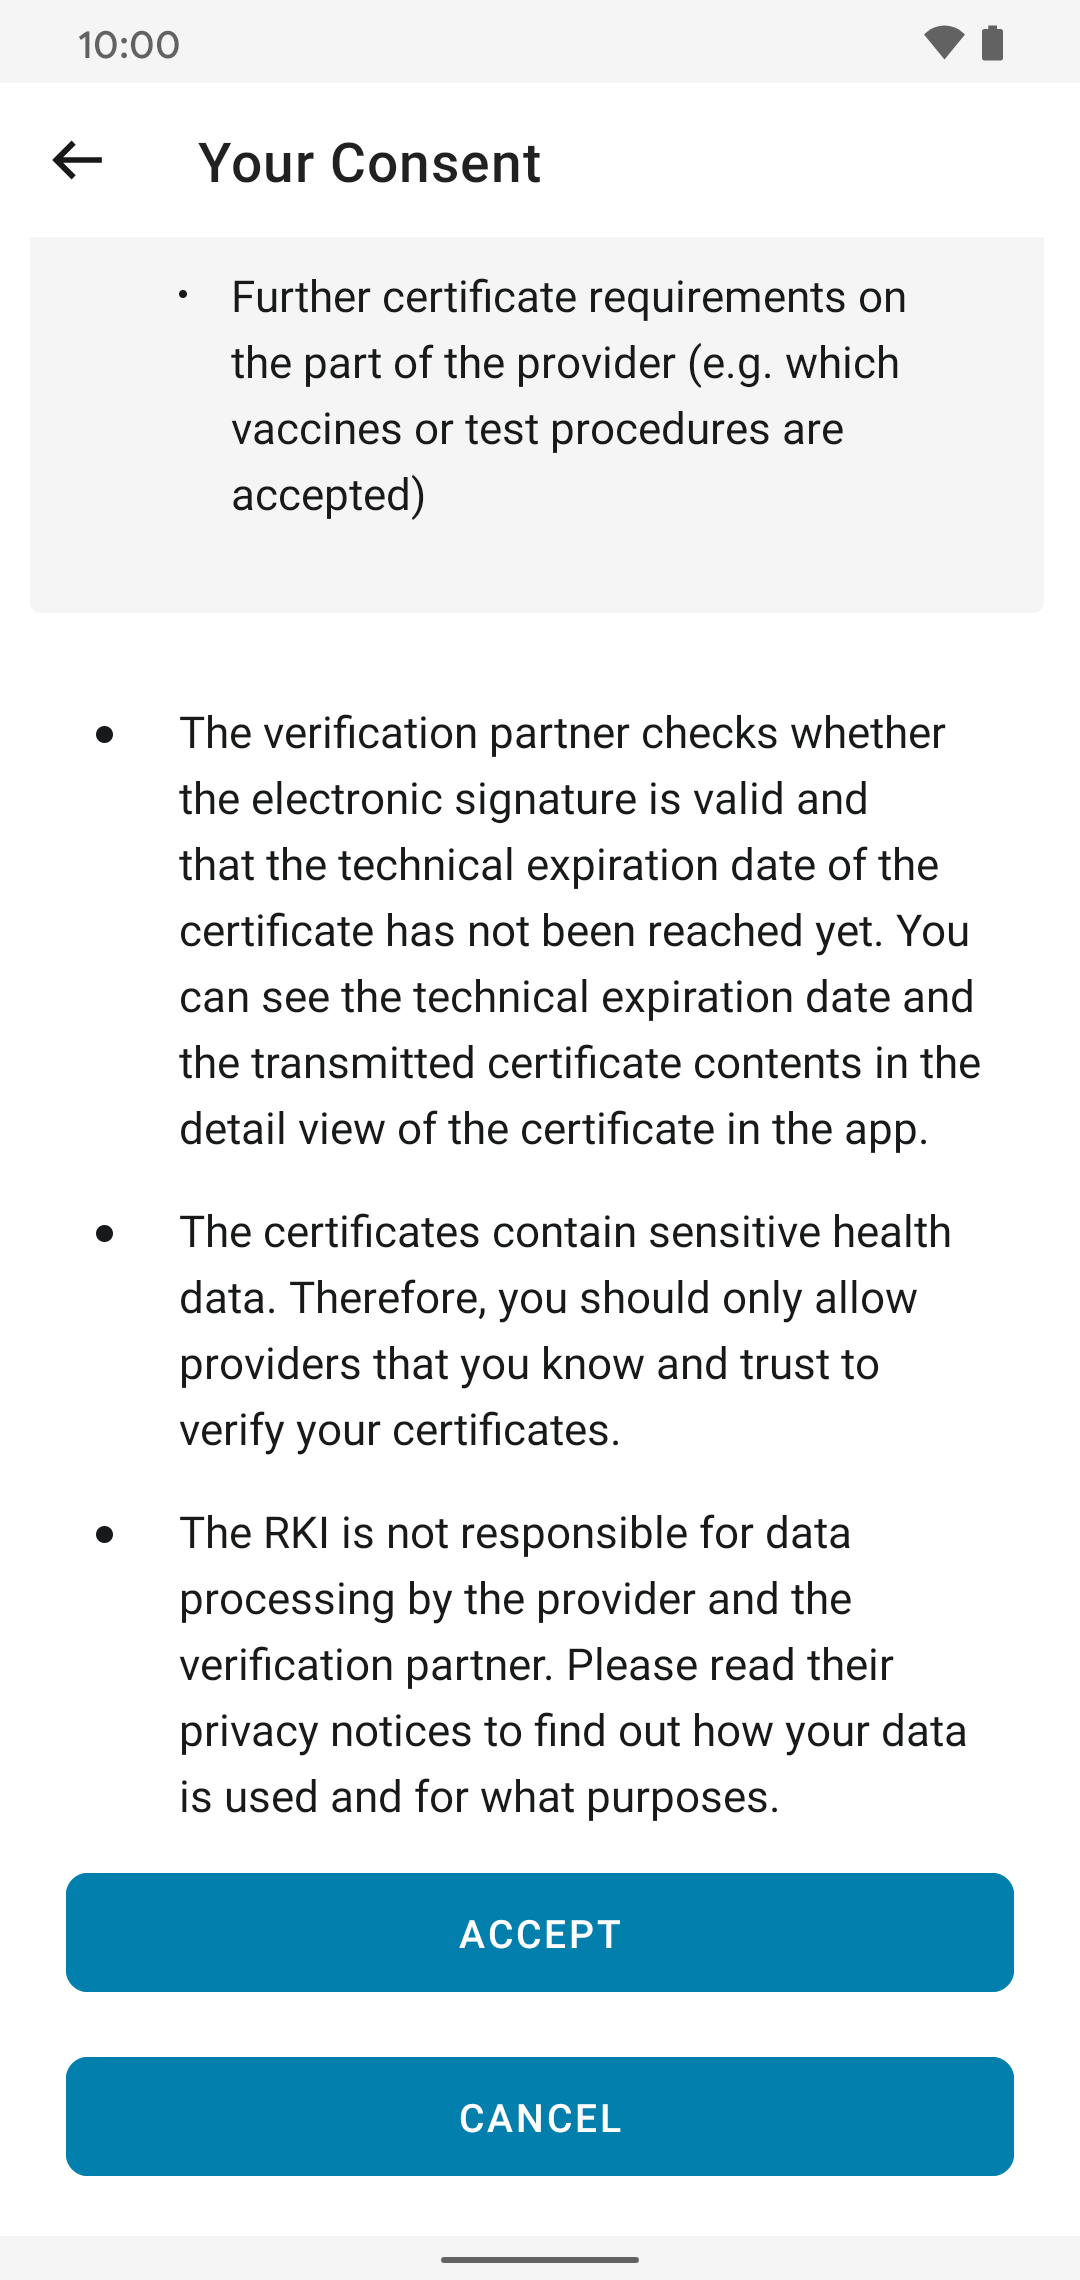 10:00
Your Consent
• Further certificate requirements on
the part of the provider (e.g. which
vaccines or test procedures are
accepted)
• The verification partner checks whether
the electronic signature is valid and
that the technical expiration date of the
certificate has not been reached yet. You
can see the technical expiration date and
the transmitted certificate contents in the
detail view of the certificate in the app.
• The certificates contain sensitive health
data. Therefore, you should only allow
providers that you know and trust to
verify your certificates.
• The RKI is not responsible for data
processing by the provider and the
verification partner. Please read their
privacy notices to find out how your data
is used and for what purposes.
ACCEPT
CANCEL